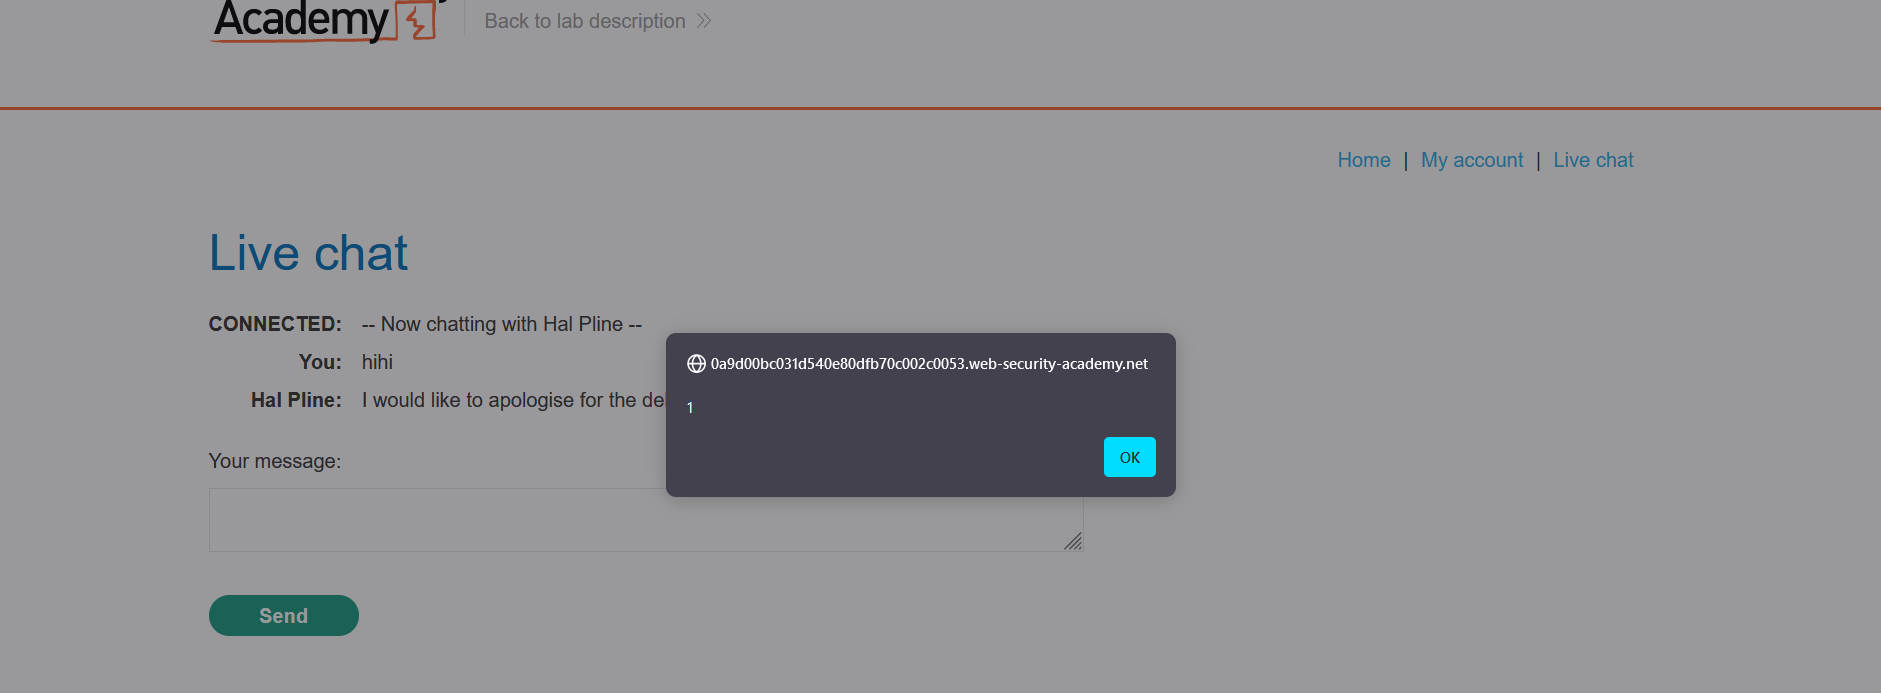 Academy
Back to lab description
Home | My account | Live chat
Live chat
CONNECTED: -- Now chatting with Hal Pline --
You: hihi
Hal Pline: I would like to apologise for the de
0a9d00bc031d540e80dfb70c002c0053.web-security-academy.net
1
OK
Your message:
Send